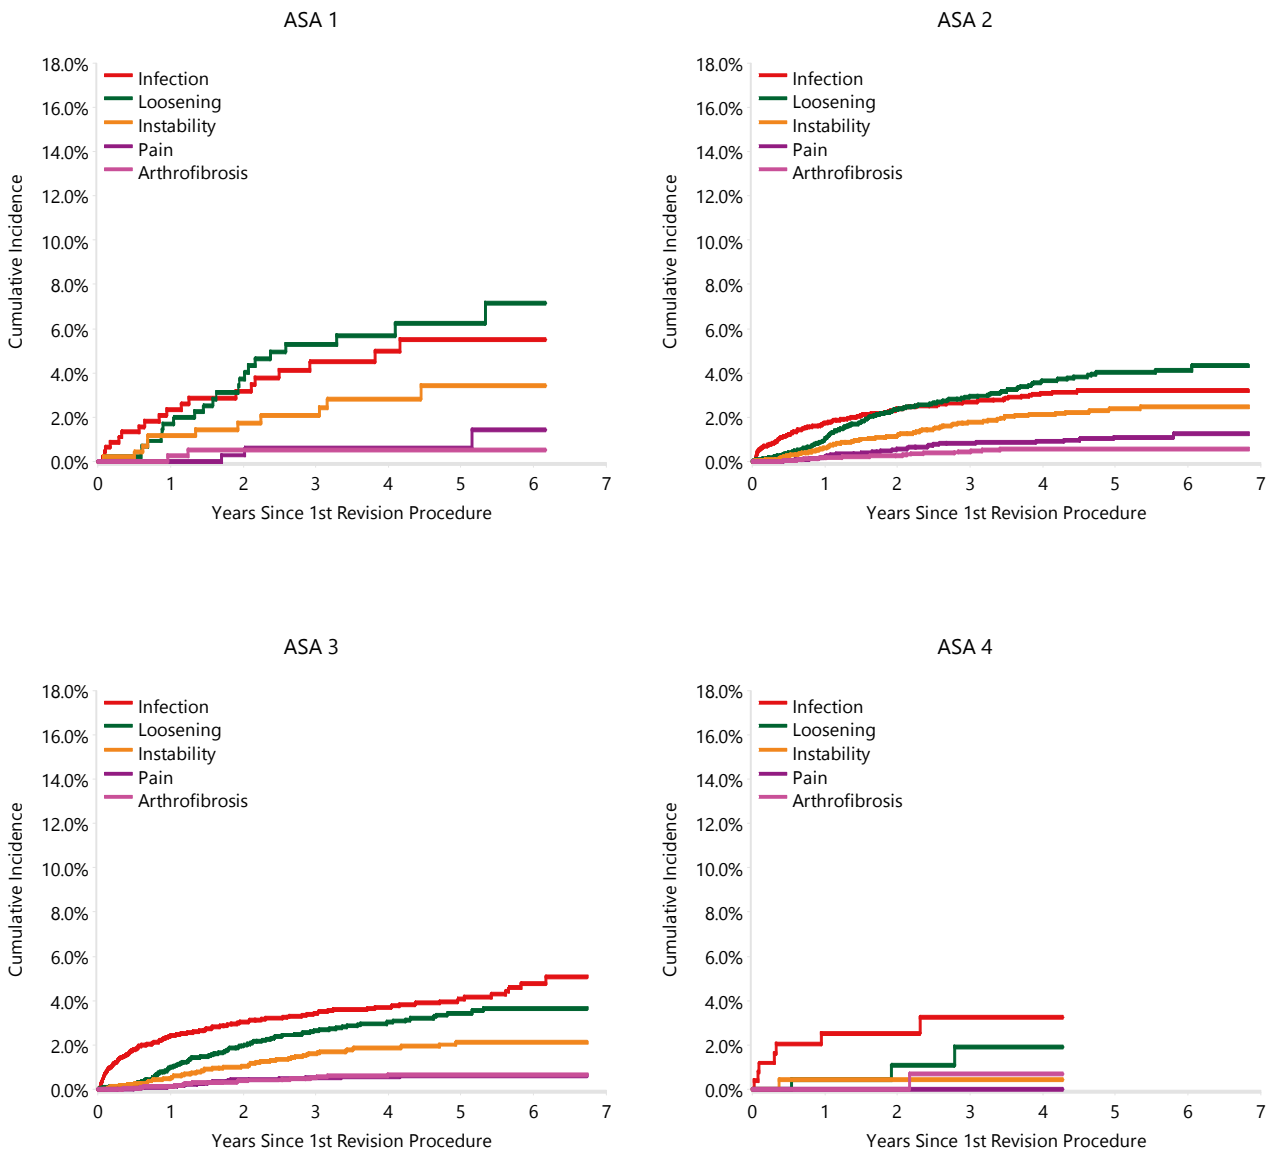 ASA 1
18.0%
16.0%
14.0%
12.0%
10.0%
8.0%
6.0%
4.0%
2.0%
0.0%
Cumulative Incidence
Infection
Loosening
Instability
Pain
Arthrofibrosis
0 1 2 3 4 5 6 7
Years Since 1st Revision Procedure
ASA 2
18.0%
16.0%
14.0%
12.0%
10.0%
8.0%
6.0%
4.0%
2.0%
0.0%
Cumulative Incidence
Infection
Loosening
Instability
Pain
Arthrofibrosis
0 1 2 3 4 5 6 7
Years Since 1st Revision Procedure
ASA 3
18.0%
16.0%
14.0%
12.0%
10.0%
8.0%
6.0%
4.0%
2.0%
0.0%
Cumulative Incidence
Infection
Loosening
Instability
Pain
Arthrofibrosis
0 1 2 3 4 5 6 7
Years Since 1st Revision Procedure
ASA 4
18.0%
16.0%
14.0%
12.0%
10.0%
8.0%
6.0%
4.0%
2.0%
0.0%
Cumulative Incidence
Infection
Loosening
Instability
Pain
Arthrofibrosis
0 1 2 3 4 5 6 7
Years Since 1st Revision Procedure